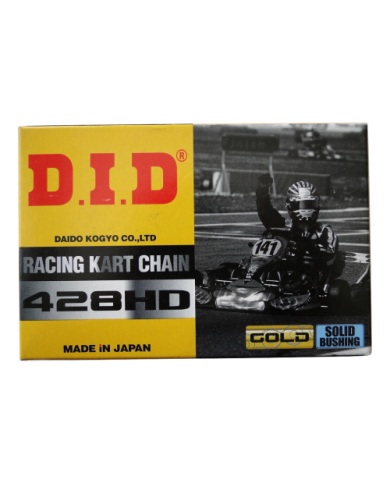 D.I.D®
DAIDO KOGYO CO.,LTD
RACING KART CHAIN
428HD
MADE iN JAPAN
141
GOLD
SOLID
BUSHING